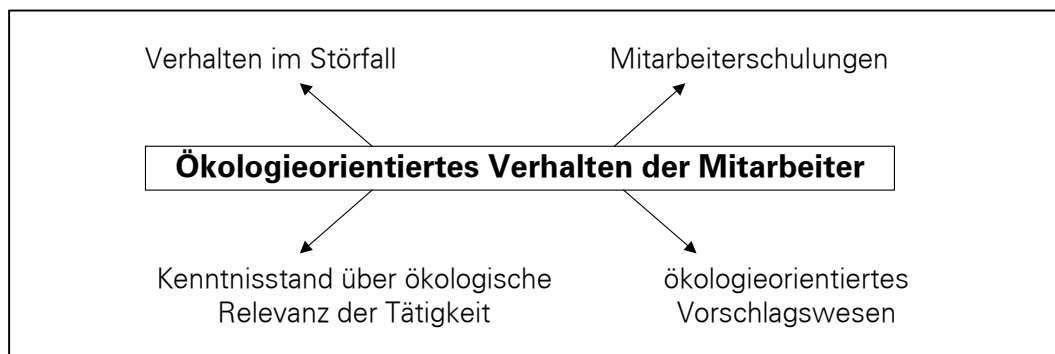 Verhalten im Störfall
Mitarbeiterschulungen
Ökologieorientiertes Verhalten der Mitarbeiter
Kenntnisstand über ökologische
Relevanz der Tätigkeit
ökologieorientiertes
Vorschlagswesen